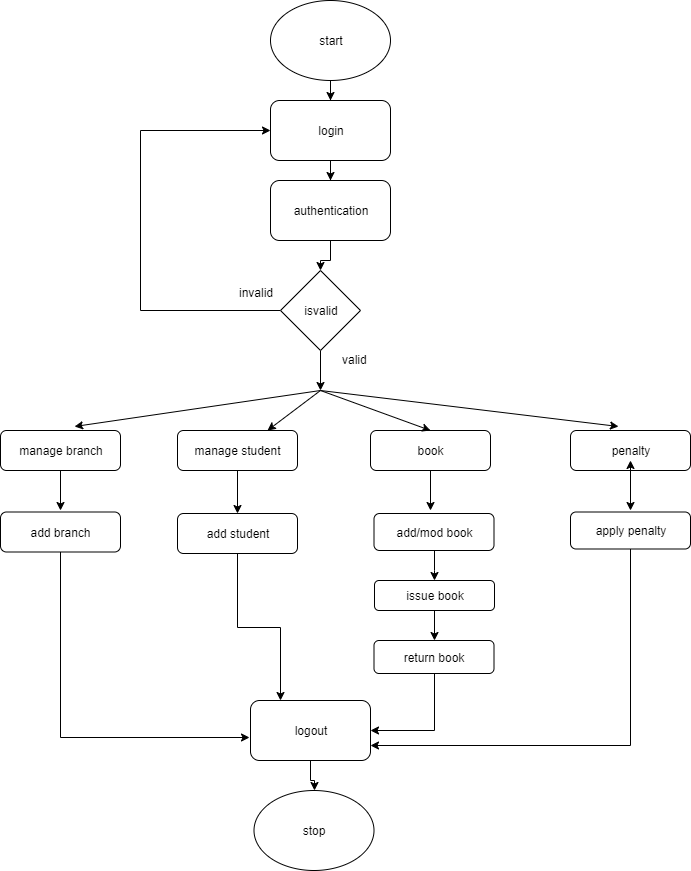 start
login
authentication
invalid
isvalid
valid
manage branch
manage student
book
penalty
add branch
add student
add/mod book
apply penalty
issue book
return book
logout
stop